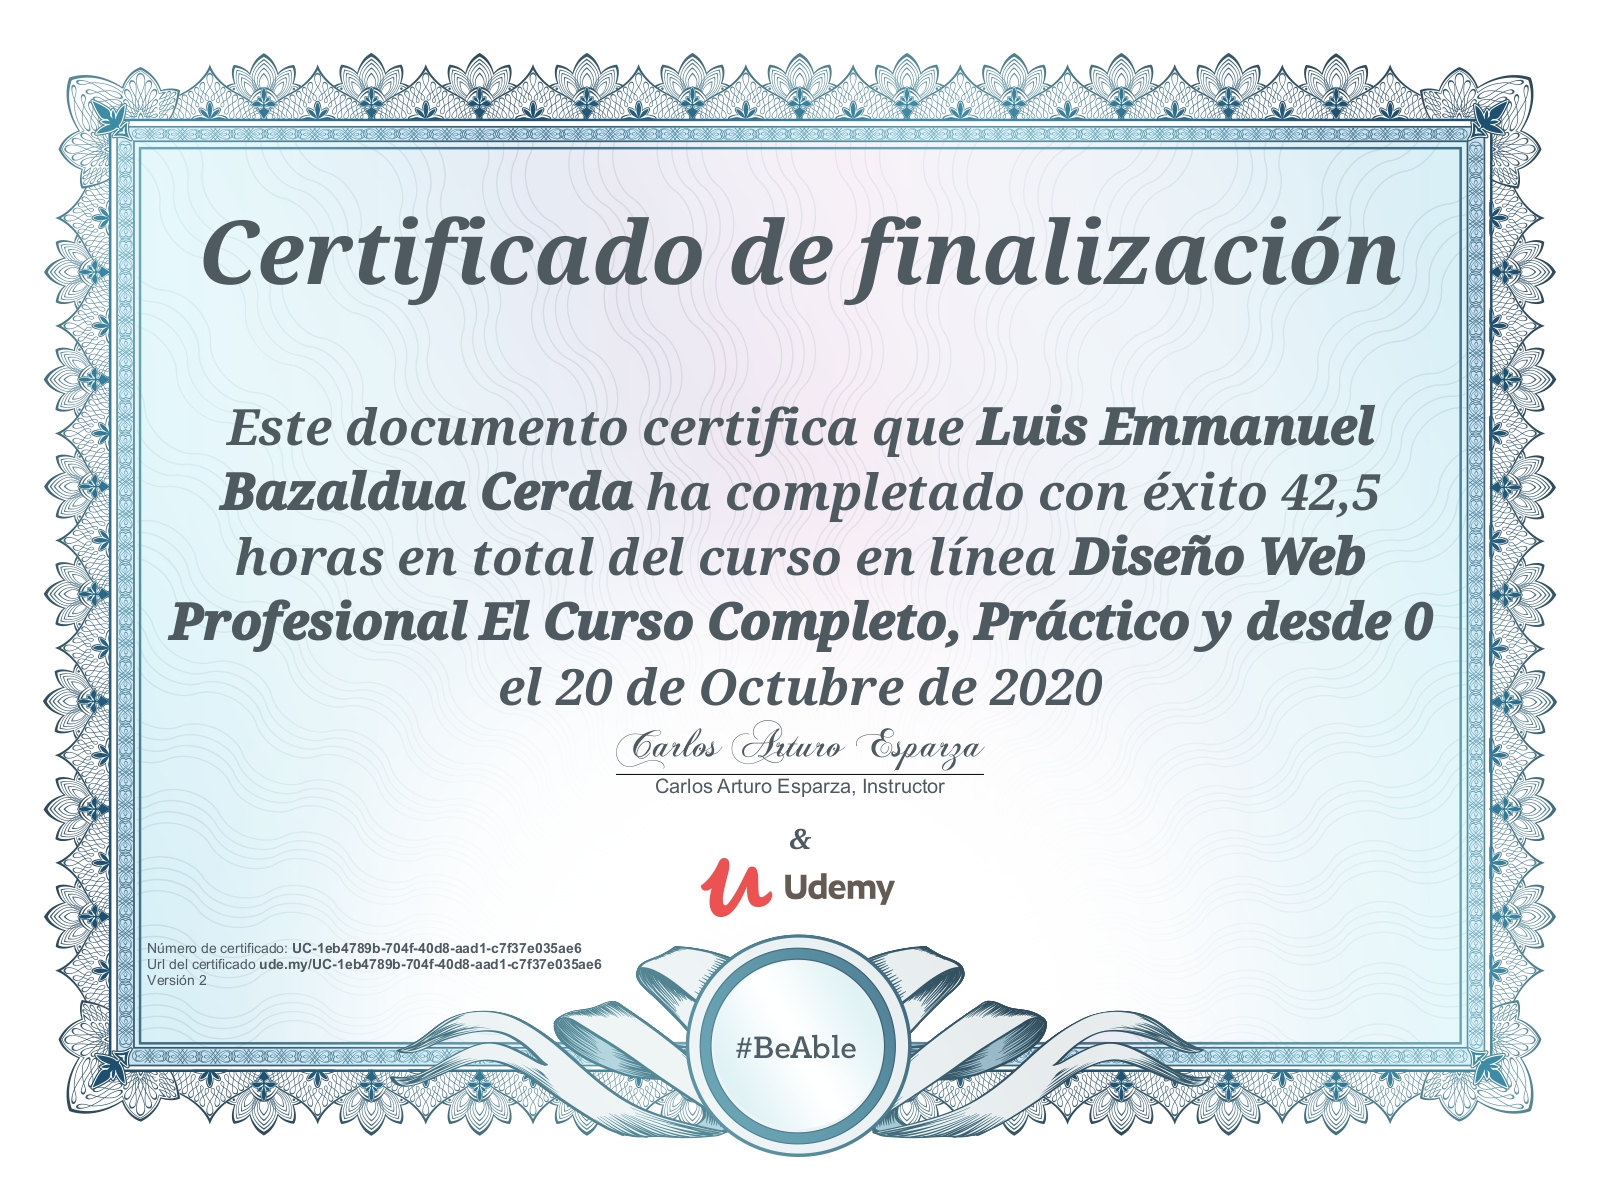 Certificado de finalización
Este documento certifica que Luis Emmanuel
Bazaldua Cerda ha completado con éxito 42,5
horas en total del curso en línea Diseño Web
Profesional El Curso Completo, Práctico y desde 0
el 20 de Octubre de 2020
Carlos Arturo Esparza
Carlos Arturo Esparza, Instructor
&
Udemy
Número de certificado: UC-1eb4789b-704f-40d8-aad1-c7f37e035ae6
Url del certificado ude.my/UC-1eb4789b-704f-40d8-aad1-c7f37e035ae6
Versión 2
#BeAble